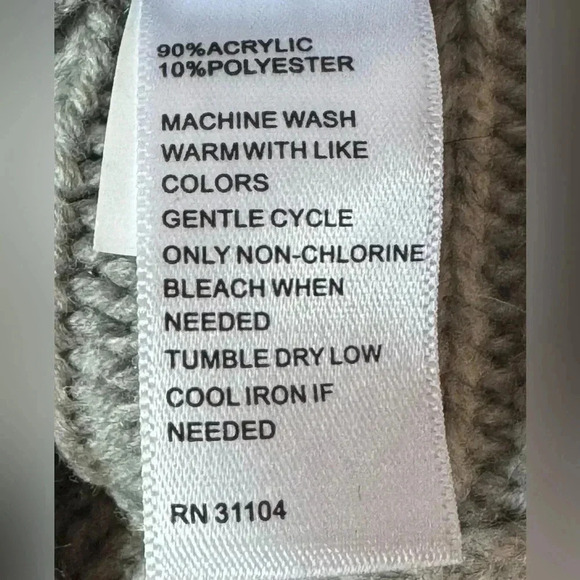 90%ACRYLIC
10%POLYESTER
MACHINE WASH
WARM WITH LIKE
COLORS
GENTLE CYCLE
ONLY NON-CHLORINE
BLEACH WHEN
NEEDED
TUMBLE DRY LOW
COOL IRON IF
NEEDED
RN 31104